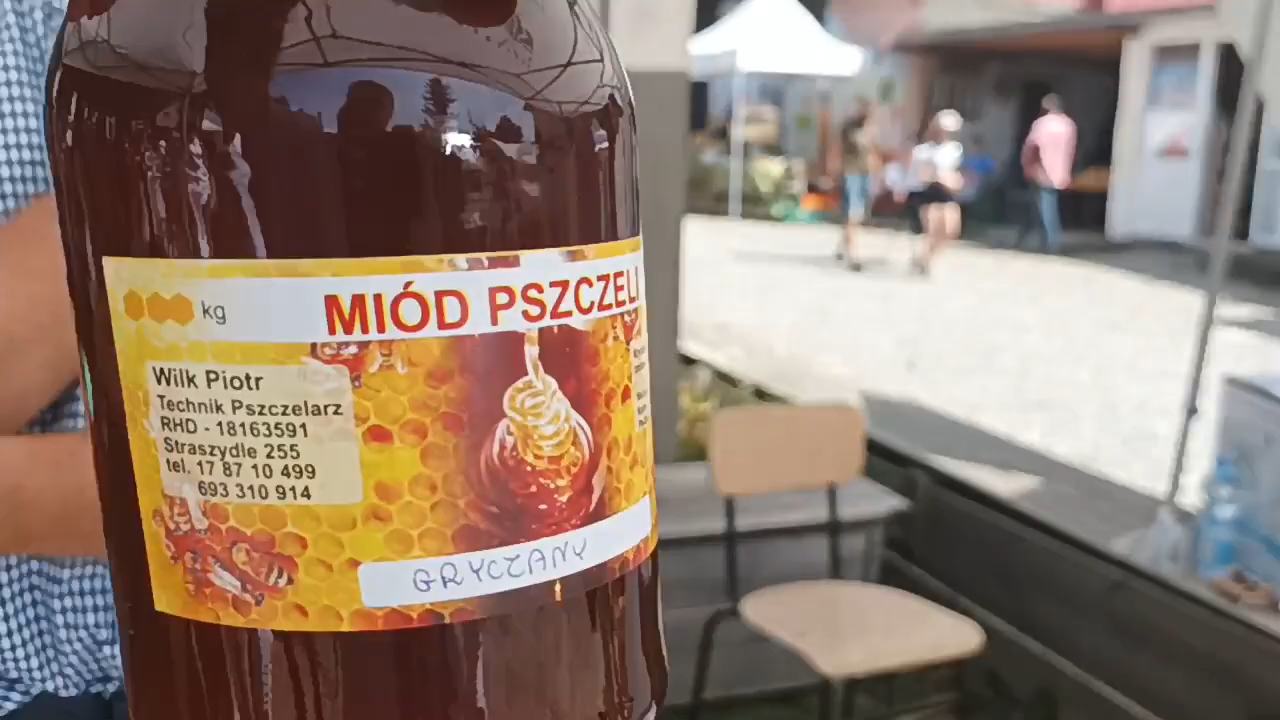 kg
MIÓD PSZCZELI
Wilk Piotr
Technik Pszczelarz
RHD - 18163591
Straszydle 255
tel. 17 87 10 499
693 310 914
GRYCZANY